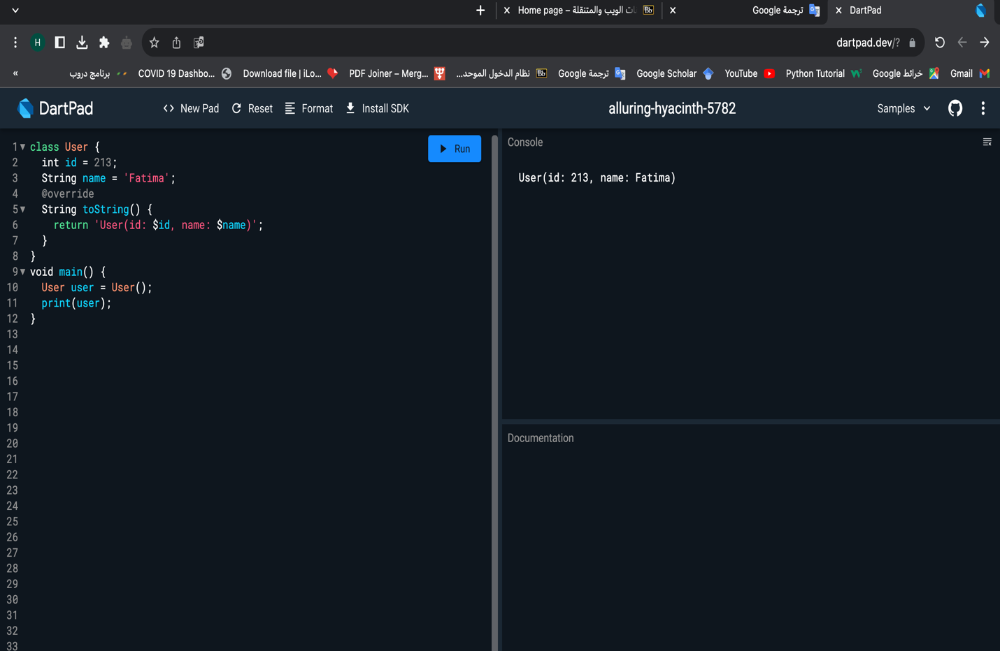 Home page – ات الويب والمتنقلة
ترجمة Google
DartPad
H
dartpad.dev/?
«
برنامج دروب
COVID 19 Dashbo...
Download file | iLo...
PDF Joiner – Merg...
نظام الدخول الموحد...
Bb
ترجمة Google
Google Scholar
YouTube
Python Tutorial
خرائط Google
Gmail
DartPad
<> New Pad
Reset
Format
Install SDK
alluring-hyacinth-5782
Samples
Run
1 class User {
2 int id = 213;
3 String name = 'Fatima';
4 @override
5 String toString() {
6 return 'User(id: $id, name: $name)';
7 }
8 }
9 void main() {
10 User user = User();
11 print(user);
12 }
13
14
15
16
17
18
19
20
21
22
23
24
25
26
27
28
29
30
31
32
33
Console
User(id: 213, name: Fatima)
Documentation